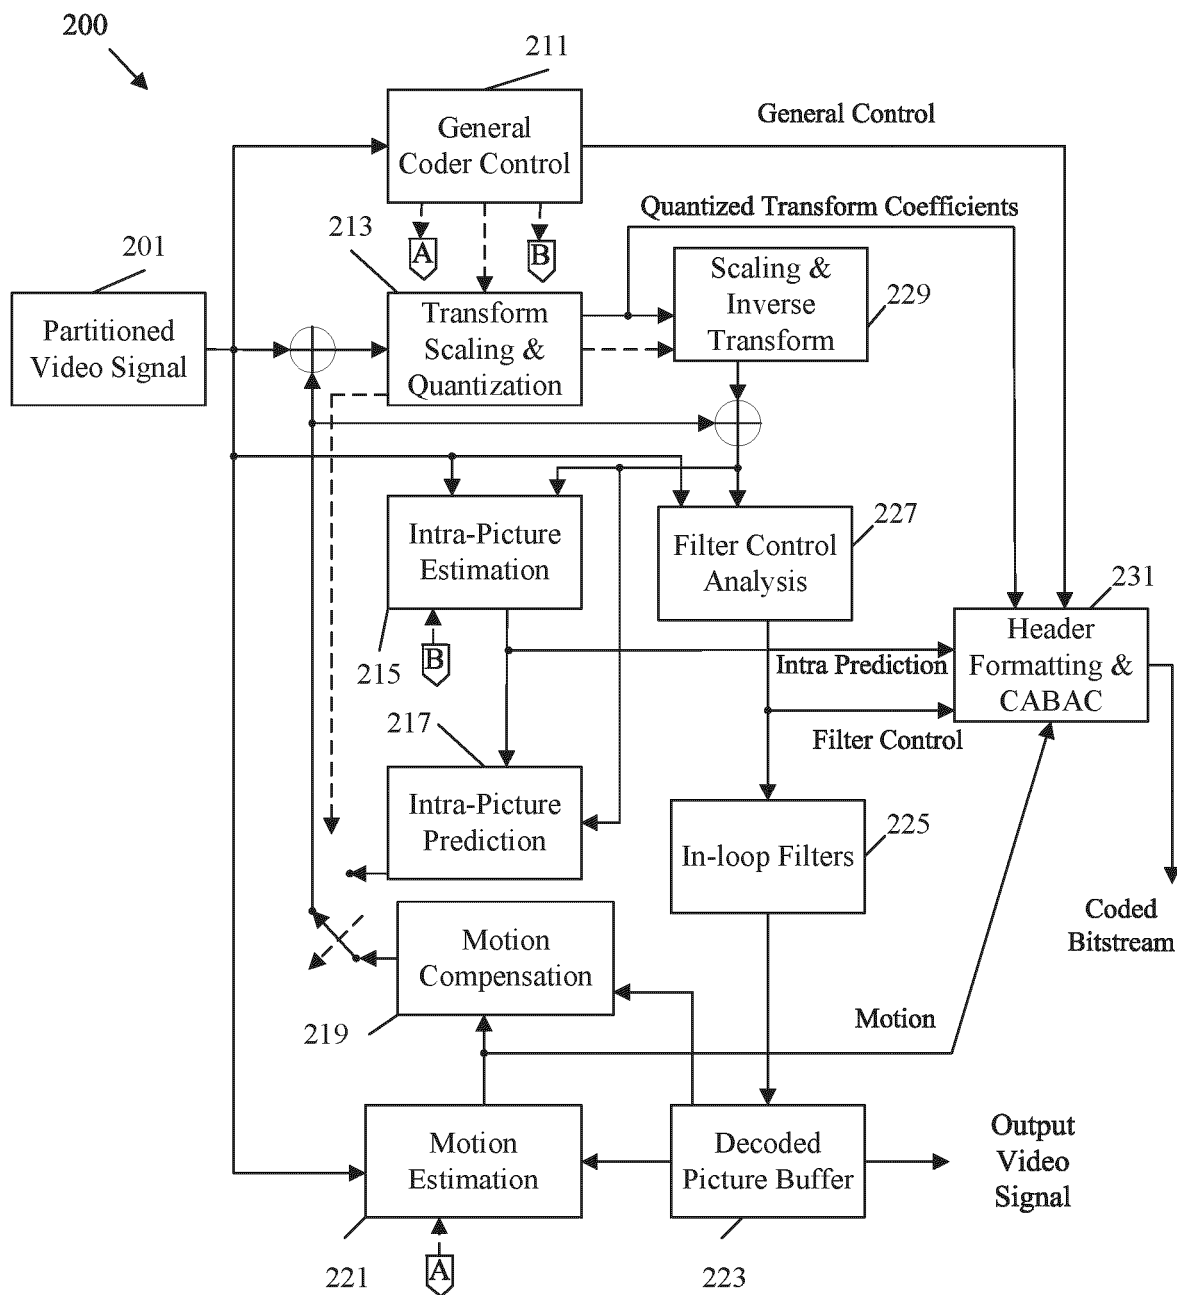 200
211
General
Coder Control
General Control
Quantized Transform Coefficients
A
B
213
201
Partitioned
Video Signal
Transform
Scaling &
Quantization
Scaling &
Inverse
Transform
229
Intra-Picture
Estimation
215
B
Filter Control
Analysis
227
231
Header
Formatting &
CABAC
Intra Prediction
Filter Control
217
Intra-Picture
Prediction
In-loop Filters
225
Coded
Bitstream
Motion
Compensation
219
Motion
Motion
Estimation
221
A
Decoded
Picture Buffer
223
Output
Video
Signal